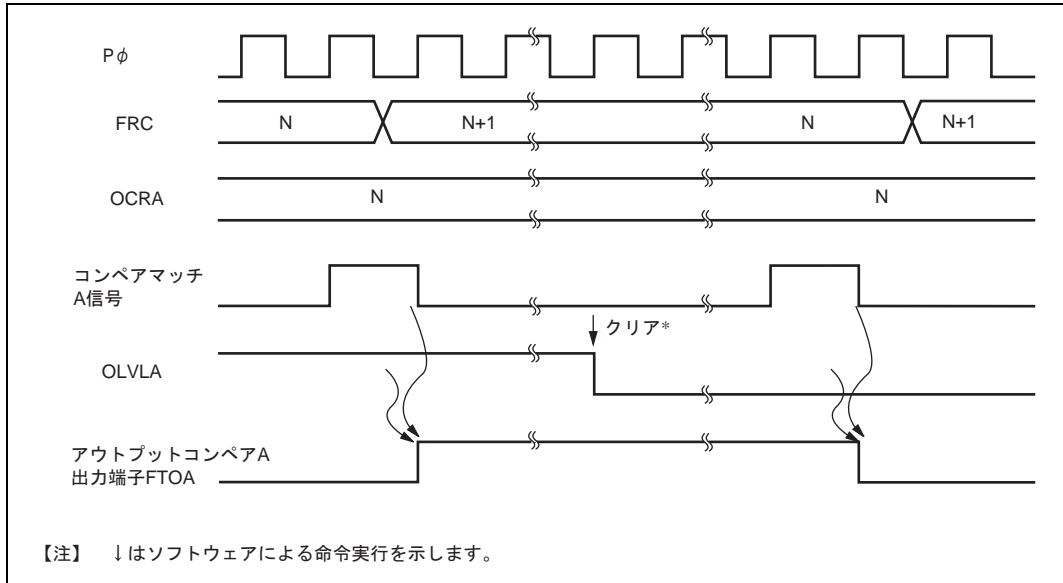 Pφ
FRC
N
N+1
N
N+1
OCRA
N
N
コンペアマッチ
A信号
クリア*
OLVLA
アウトプットコンペアA
出力端子FTOA
【注】 ↓はソフトウェアによる命令実行を示します。